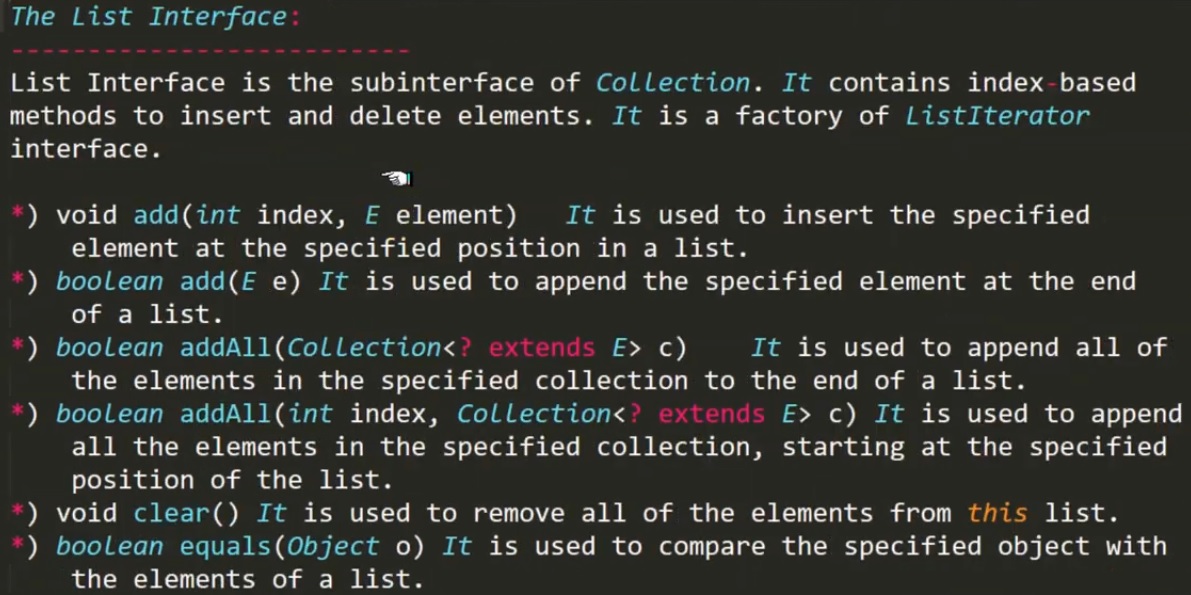 The List Interface:
--------------------------
List Interface is the subinterface of Collection. It contains index-based
methods to insert and delete elements. It is a factory of ListIterator
interface.
*) void add(int index, E element)   It is used to insert the specified
element at the specified position in a list.
*) boolean add(E e) It is used to append the specified element at the end
of a list.
*) boolean addAll(Collection<? extends E> c)    It is used to append all of
the elements in the specified collection to the end of a list.
*) boolean addAll(int index, Collection<? extends E> c) It is used to append
all the elements in the specified collection, starting at the specified
position of the list.
*) void clear() It is used to remove all of the elements from this list.
*) boolean equals(Object o) It is used to compare the specified object with
the elements of a list.